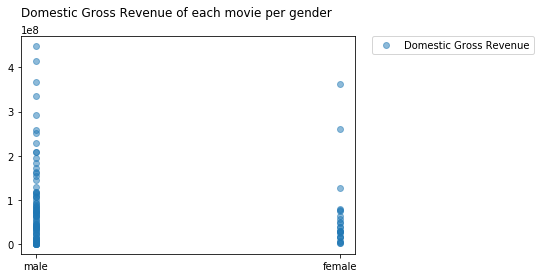 Domestic Gross Revenue of each movie per gender
1e8
Domestic Gross Revenue
4
3
2
1
0
male
female